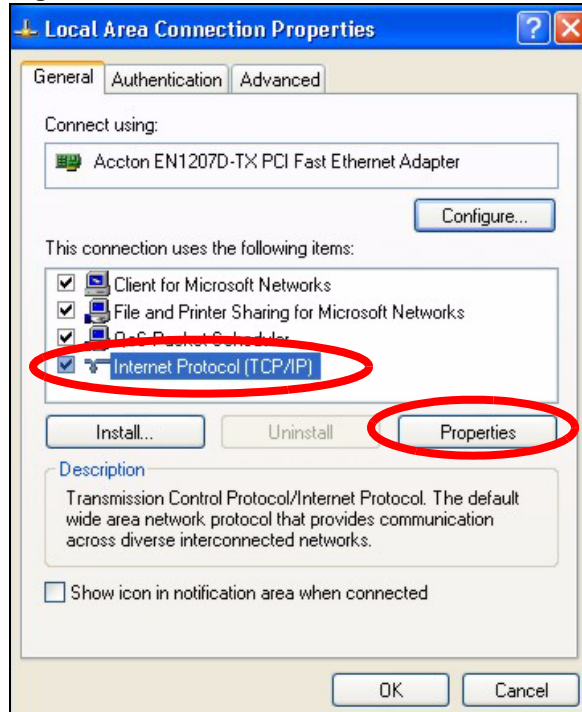 Local Area Connection Properties
General Authentication Advanced
Connect using:
Accton EN1207D-TX PCI Fast Ethernet Adapter
Configure...
This connection uses the following items:
Client for Microsoft Networks
File and Printer Sharing for Microsoft Networks
QoS Packet Scheduler
Internet Protocol (TCP/IP)
Install... Uninstall Properties
Description
Transmission Control Protocol/Internet Protocol. The default
wide area network protocol that provides communication
across diverse interconnected networks.
Show icon in notification area when connected
OK Cancel